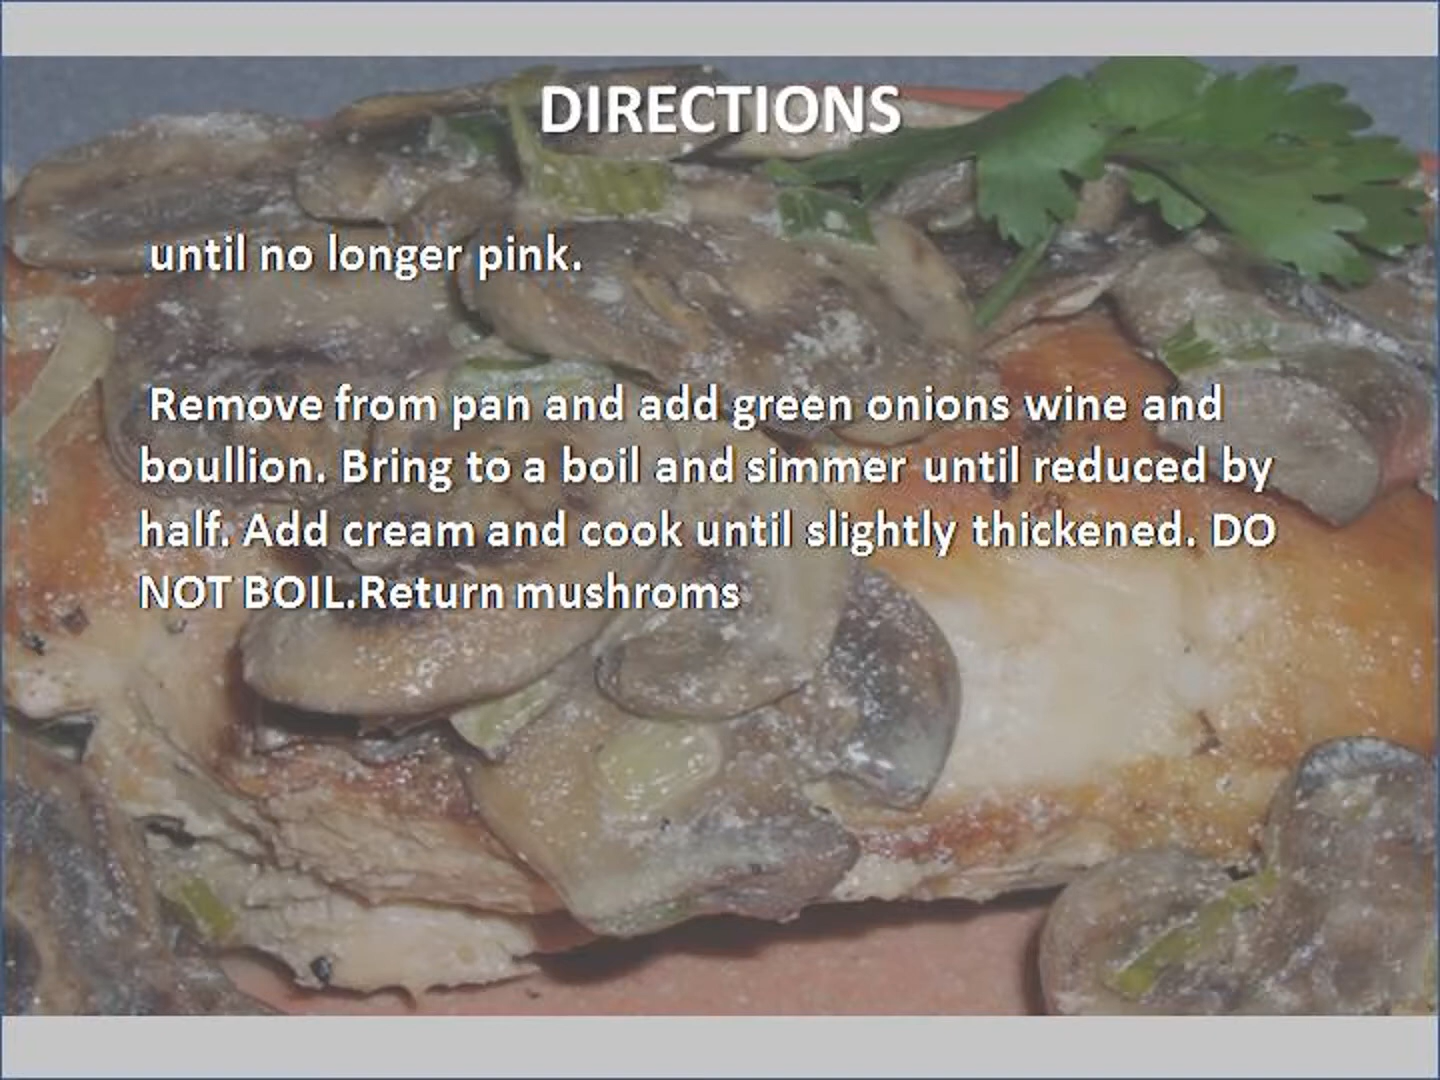 DIRECTIONS
until no longer pink.
Remove from pan and add green onions wine and
boullion. Bring to a boil and simmer until reduced by
half. Add cream and cook until slightly thickened. DO
NOT BOIL.Return mushroms